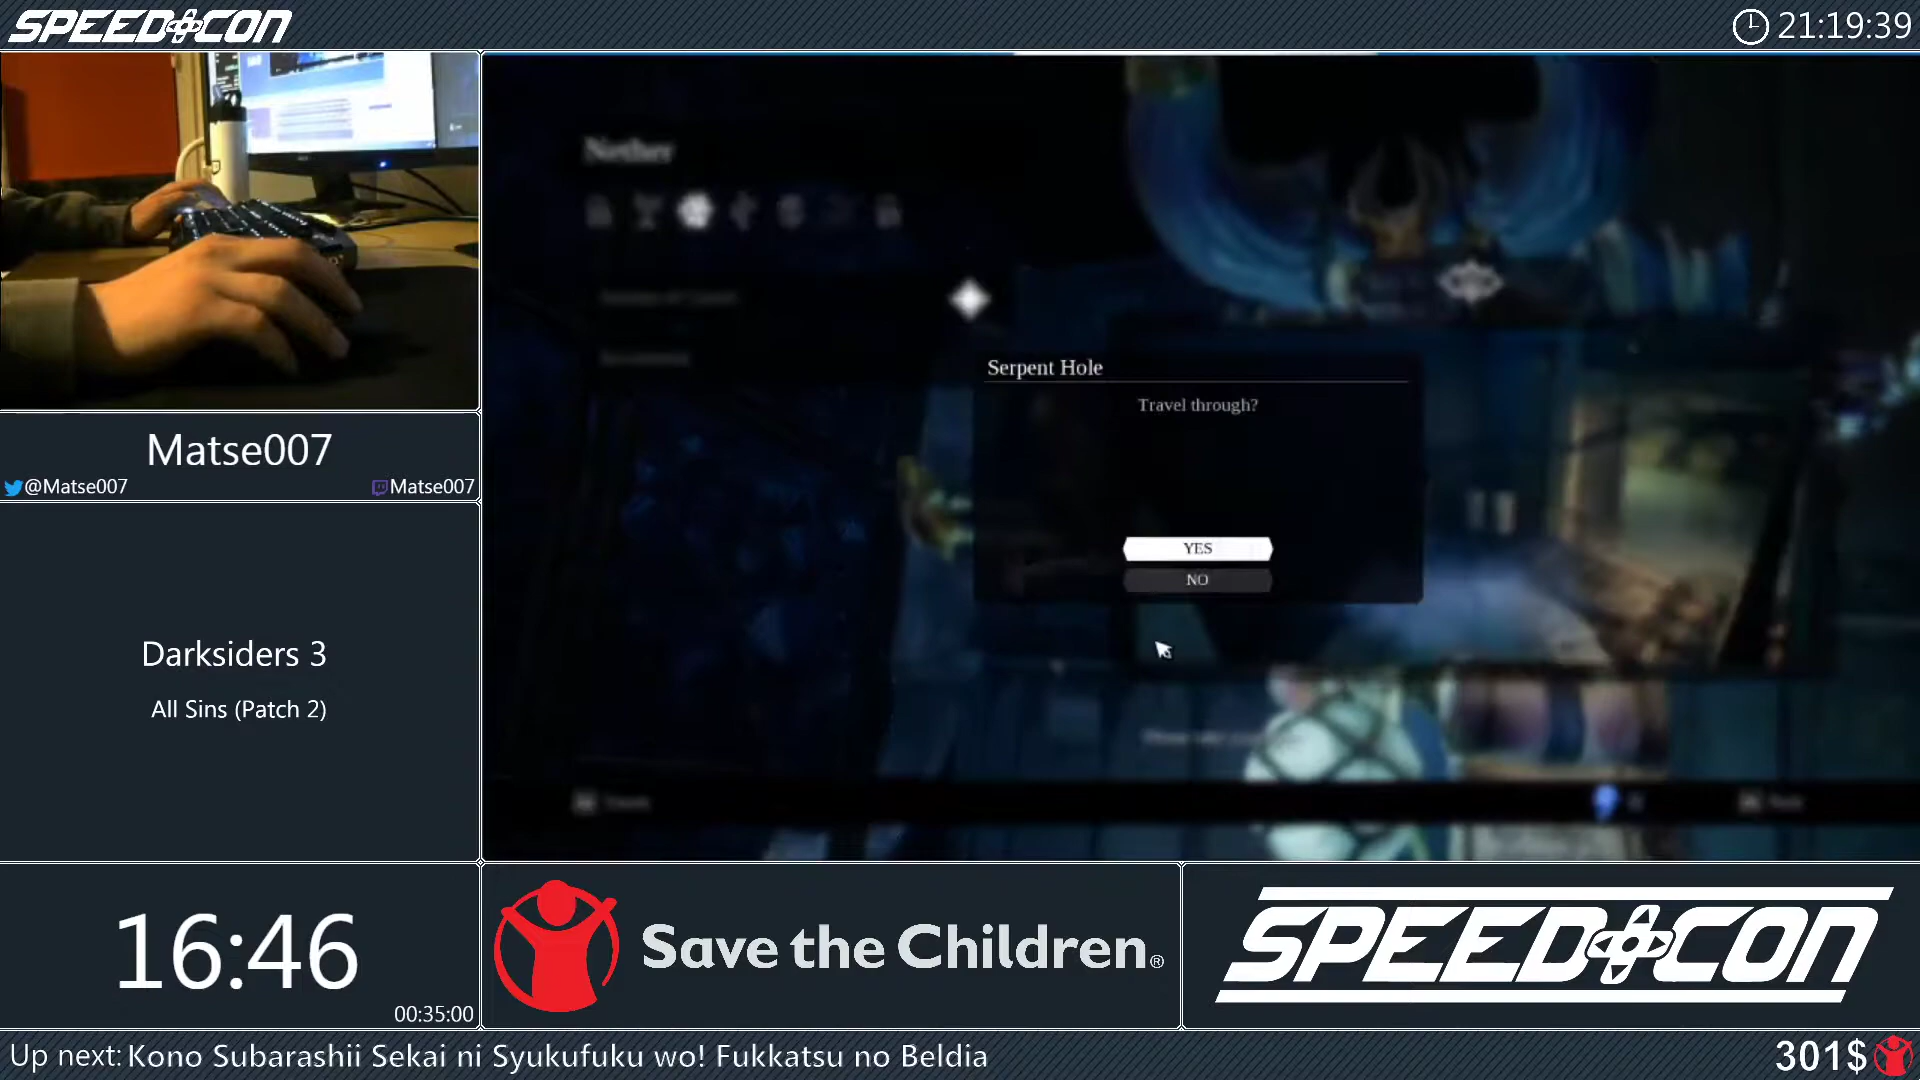 SPEEDCON
21:19:39
Nether
Serpent Hole
Travel through?
YES
NO
Matse007
@Matse007
Matse007
Darksiders 3
All Sins (Patch 2)
16:46
00:35:00
Save the Children®
SPEEDCON
Up next: Kono Subarashii Sekai ni Syukufuku wo! Fukkatsu no Beldia
301$